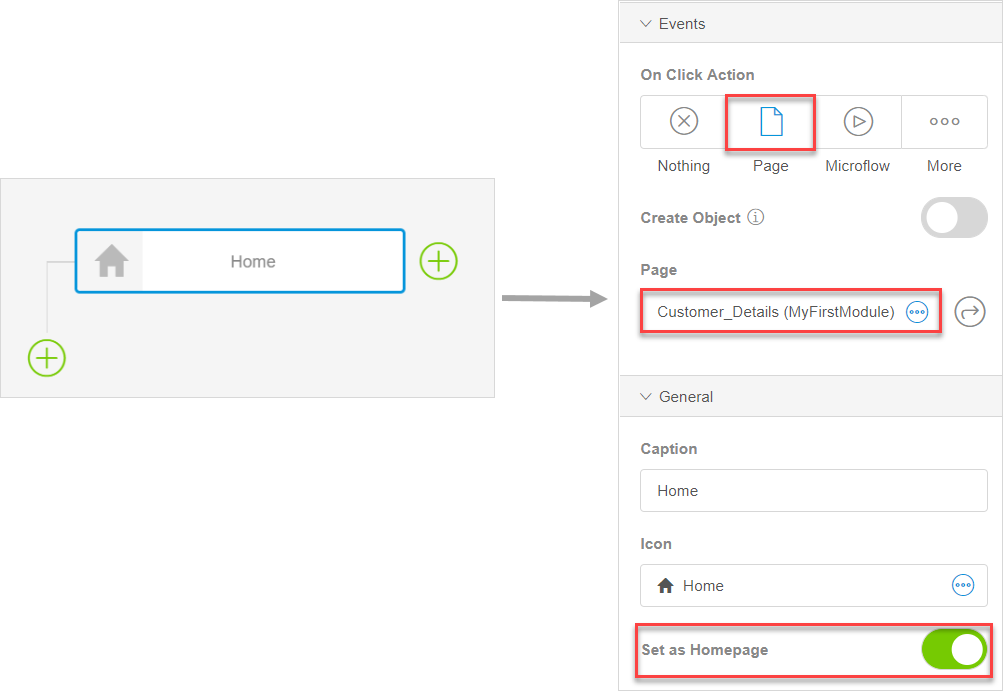 Home
Events
On Click Action
Nothing
Page
Microflow
More
Create Object
Page
Customer_Details (MyFirstModule)
General
Caption
Home
Icon
Home
Set as Homepage